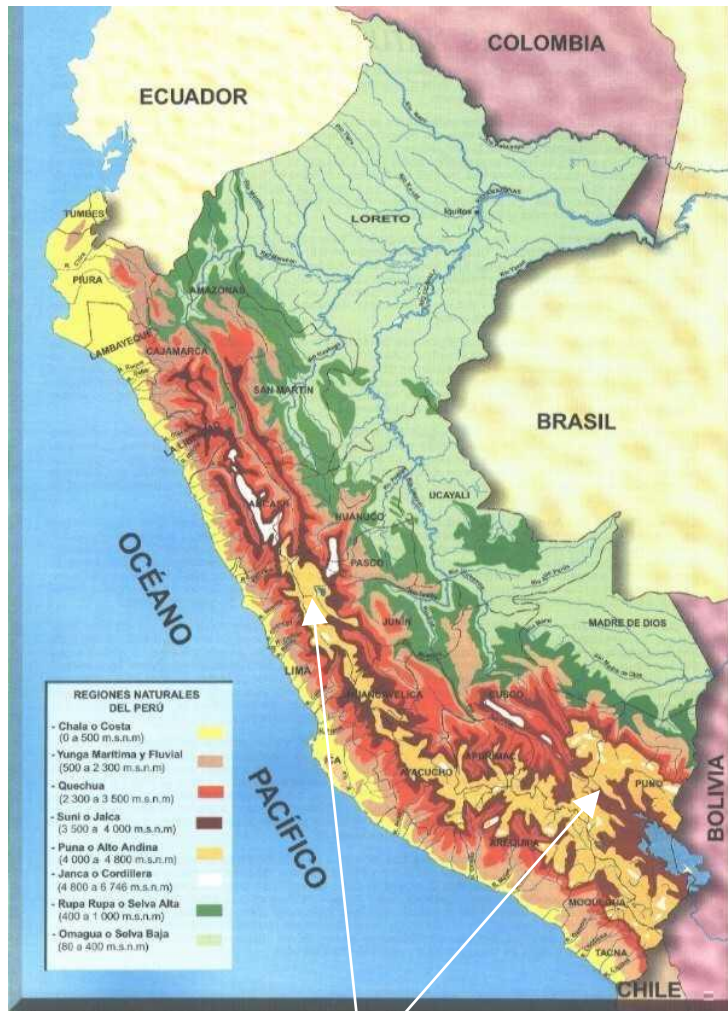 COLOMBIA
ECUADOR
TUMBES
PIURA
LORETO
Iquitos
AMAZONAS
LAMBAYEQUE
CAJAMARCA
SAN MARTÍN
BRASIL
UCAYALI
HUÁNUCO
PASCO
OCÉANO
JUNÍN
MADRE DE DIOS
LIMA
HUANCAVELICA
CUSCO
REGIONES NATURALES
DEL PERÚ
- Chala o Costa
(0 a 500 m.s.n.m)
- Yunga Marítima y Fluvial
(500 a 2 300 m.s.n.m)
- Quechua
(2 300 a 3 500 m.s.n.m)
- Suni o Jalca
(3 500 a 4 000 m.s.n.m)
- Puna o Alto Andina
(4 000 a 4 800 m.s.n.m)
- Janca o Cordillera
(4 800 a 6 746 m.s.n.m)
- Rupa Rupa o Selva Alta
(400 a 1 000 m.s.n.m)
- Omagua o Selva Baja
(80 a 400 m.s.n.m)
PACÍFICO
ICA
AYACUCHO
APURIMAC
PUNO
AREQUIPA
BOLIVIA
MOQUEGUA
TACNA
CHILE